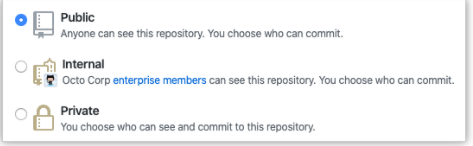 Public
Anyone can see this repository. You choose who can commit.
Internal
Octo Corp enterprise members can see this repository. You choose who can commit.
Private
You choose who can see and commit to this repository.